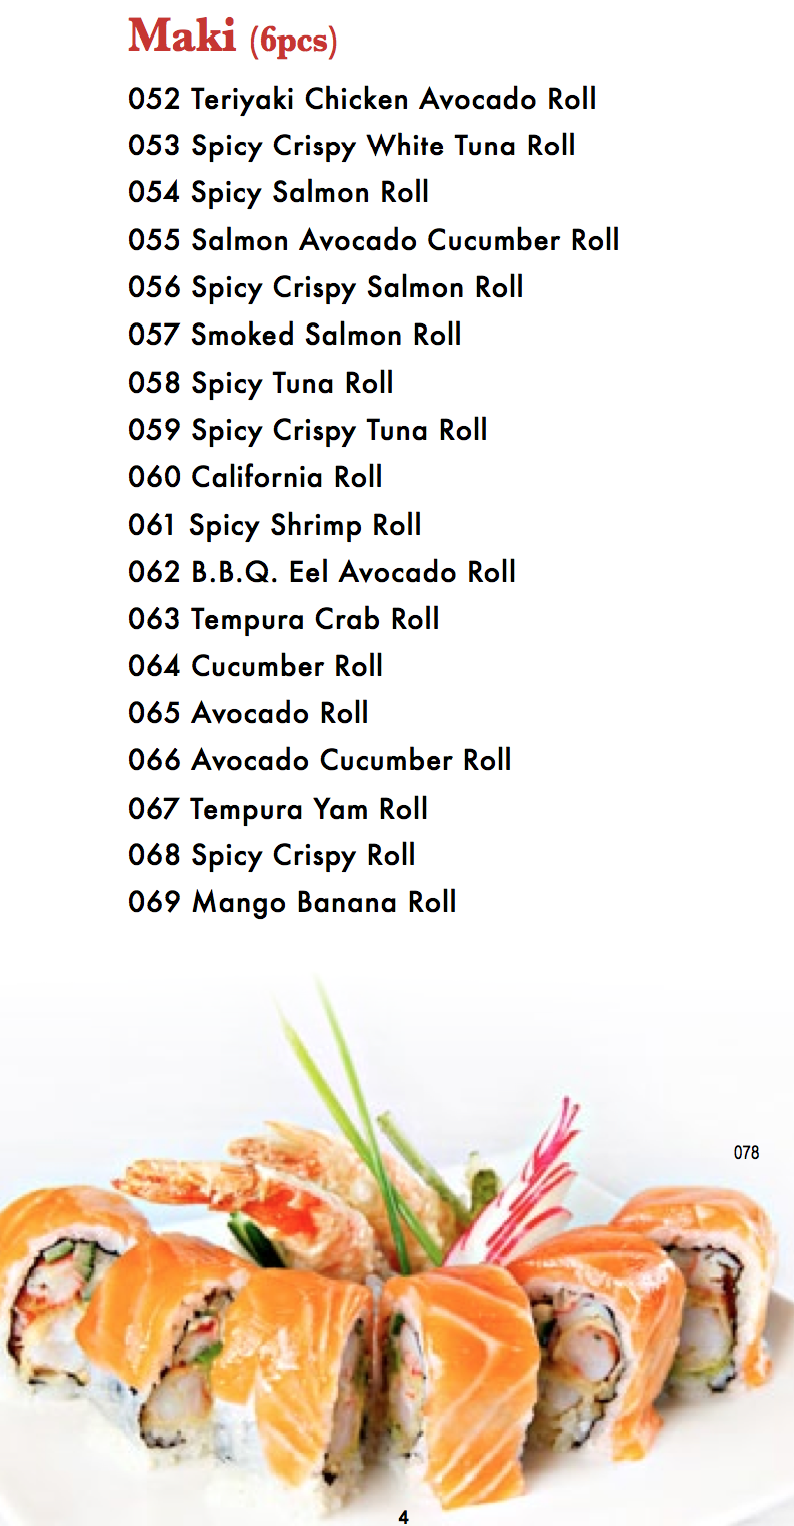 Maki (6pcs)
052 Teriyaki Chicken Avocado Roll
053 Spicy Crispy White Tuna Roll
054 Spicy Salmon Roll
055 Salmon Avocado Cucumber Roll
056 Spicy Crispy Salmon Roll
057 Smoked Salmon Roll
058 Spicy Tuna Roll
059 Spicy Crispy Tuna Roll
060 California Roll
061 Spicy Shrimp Roll
062 B.B.Q. Eel Avocado Roll
063 Tempura Crab Roll
064 Cucumber Roll
065 Avocado Roll
066 Avocado Cucumber Roll
067 Tempura Yam Roll
068 Spicy Crispy Roll
069 Mango Banana Roll
078
4